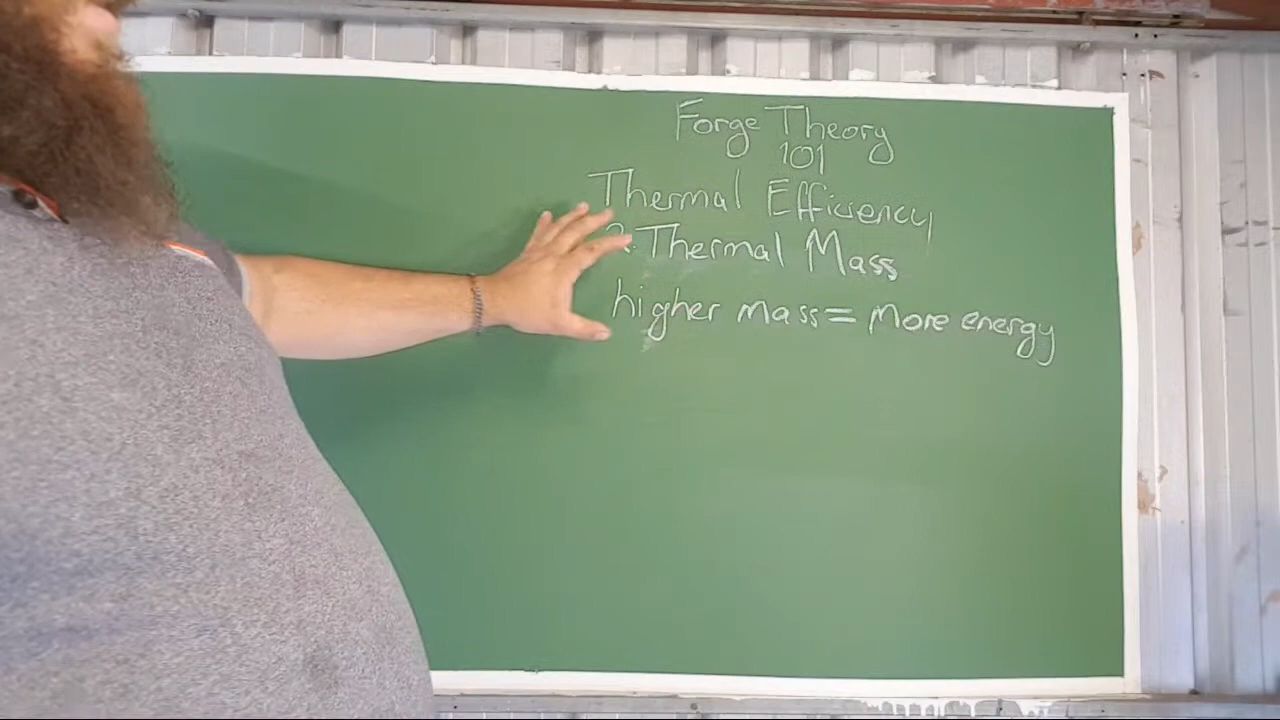 Forge Theory
101
Thermal Efficiency
Thermal Mass
higher mass = More energy